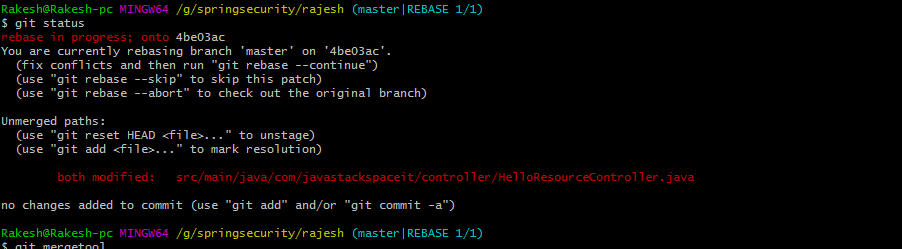 Rakesh@Rakesh-pc MINGW64 /g/springsecurity/rajesh (master|REBASE 1/1)
$ git status
rebase in progress; onto 4be03ac
You are currently rebasing branch 'master' on '4be03ac'.
  (fix conflicts and then run "git rebase --continue")
  (use "git rebase --skip" to skip this patch)
  (use "git rebase --abort" to check out the original branch)
Unmerged paths:
  (use "git reset HEAD <file>..." to unstage)
  (use "git add <file>..." to mark resolution)
        both modified:   src/main/java/com/javastackspaceit/controller/HelloResourceController.java
no changes added to commit (use "git add" and/or "git commit -a")
Rakesh@Rakesh-pc MINGW64 /g/springsecurity/rajesh (master|REBASE 1/1)
$ git mergetool